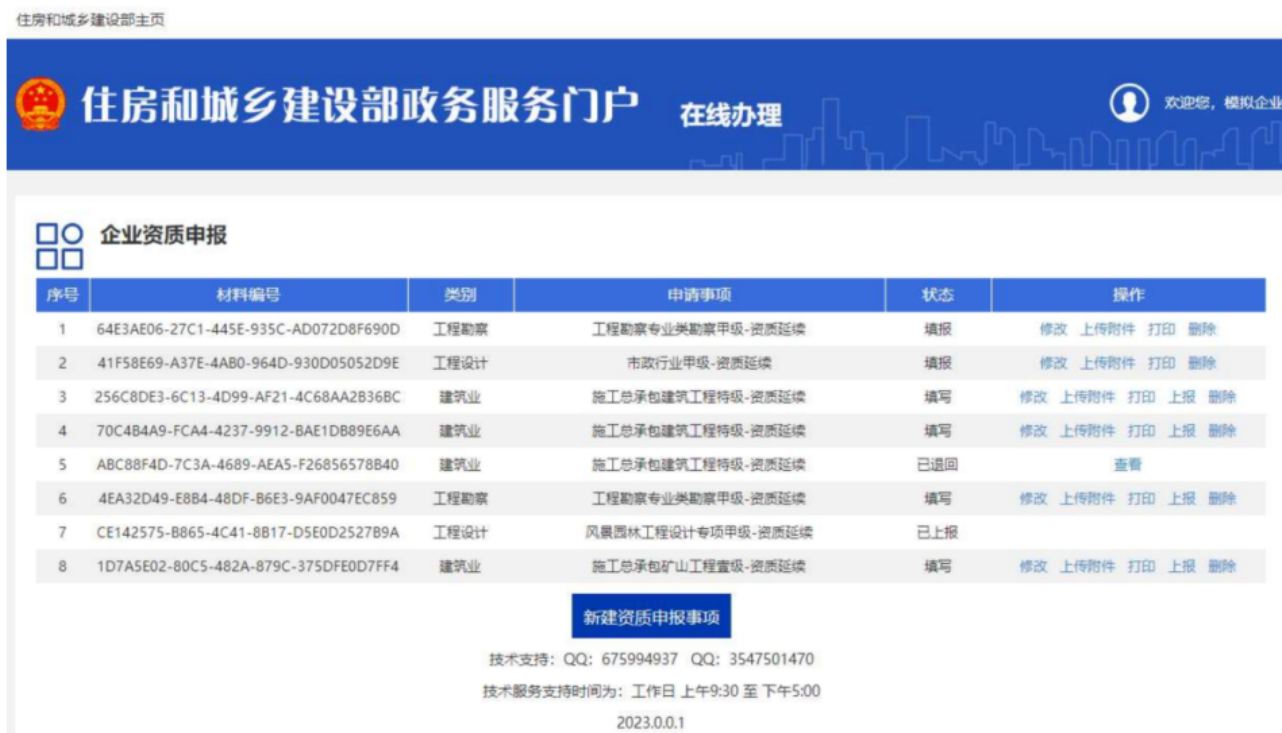 住房和城乡建设部主页
住房和城乡建设部政务服务门户 在线办理 欢迎您，模拟企业
企业资质申报
序号 材料编号 类别 申请事项 状态 操作
1 64E3AE06-27C1-445E-935C-AD072D8F690D 工程勘察 工程勘察专业类勘察甲级-资质延续 填报 修改 上传附件 打印 删除
2 41F58E69-A37E-4AB0-964D-930D05052D9E 工程设计 市政行业甲级-资质延续 填报 修改 上传附件 打印 删除
3 256C8DE3-6C13-4D99-AF21-4C68AA2B36BC 建筑业 施工总承包建筑工程特级-资质延续 填写 修改 上传附件 打印 上报 删除
4 70C4B4A9-FCA4-4237-9912-BAE1DB89E6AA 建筑业 施工总承包建筑工程特级-资质延续 填写 修改 上传附件 打印 上报 删除
5 ABC88F4D-7C3A-4689-AEA5-F26856578B40 建筑业 施工总承包建筑工程特级-资质延续 已退回 查看
6 4EA32D49-E8B4-48DF-B6E3-9AF0047EC859 工程勘察 工程勘察专业类勘察甲级-资质延续 填写 修改 上传附件 打印 上报 删除
7 CE142575-B865-4C41-8B17-D5E0D2527B9A 工程设计 风景园林工程设计专项甲级-资质延续 已上报
8 1D7A5E02-80C5-482A-879C-375DFE0D7FF4 建筑业 施工总承包矿山工程壹级-资质延续 填写 修改 上传附件 打印 上报 删除
新建资质申报事项
技术支持：QQ：675994937 QQ：3547501470
技术服务支持时间为：工作日 上午9:30 至 下午5:00
2023.0.0.1